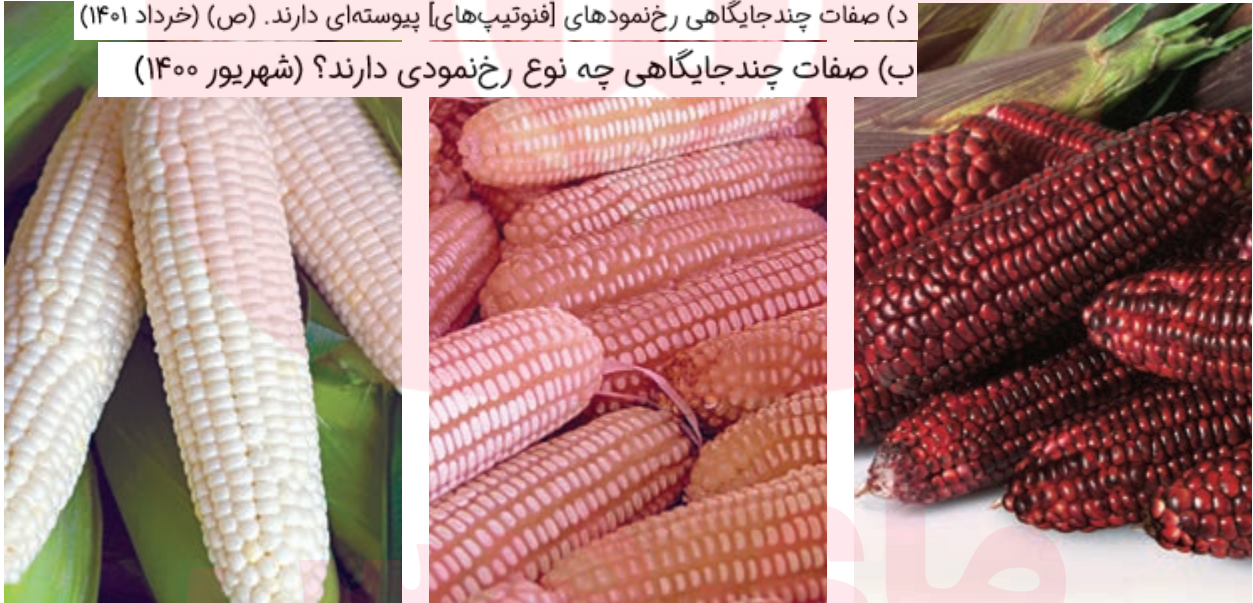 د) صفات چندجایگاهی رخ‌نمودهای [فنوتیپ‌های] پیوسته‌ای دارند. (ص) (خرداد ۱۴۰۱)
ب) صفات چندجایگاهی چه نوع رخ‌نمودی دارند؟ (شهریور ۱۴۰۰)